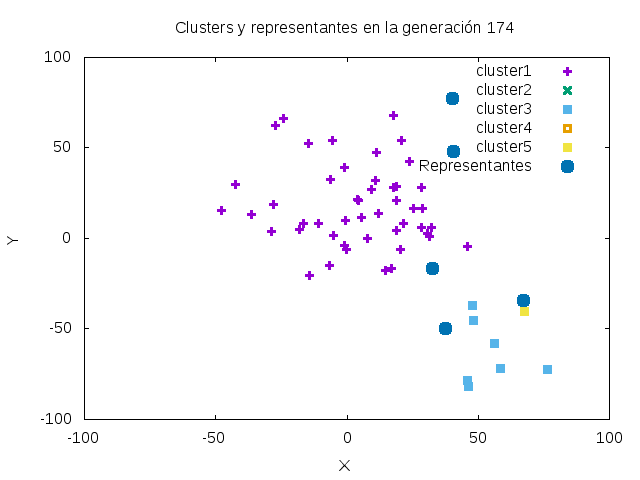 Clusters y representantes en la generación 174
100
50
0
-50
-100
-100 -50 0 50 100
Y
X
cluster1
cluster2
cluster3
cluster4
cluster5
Representantes